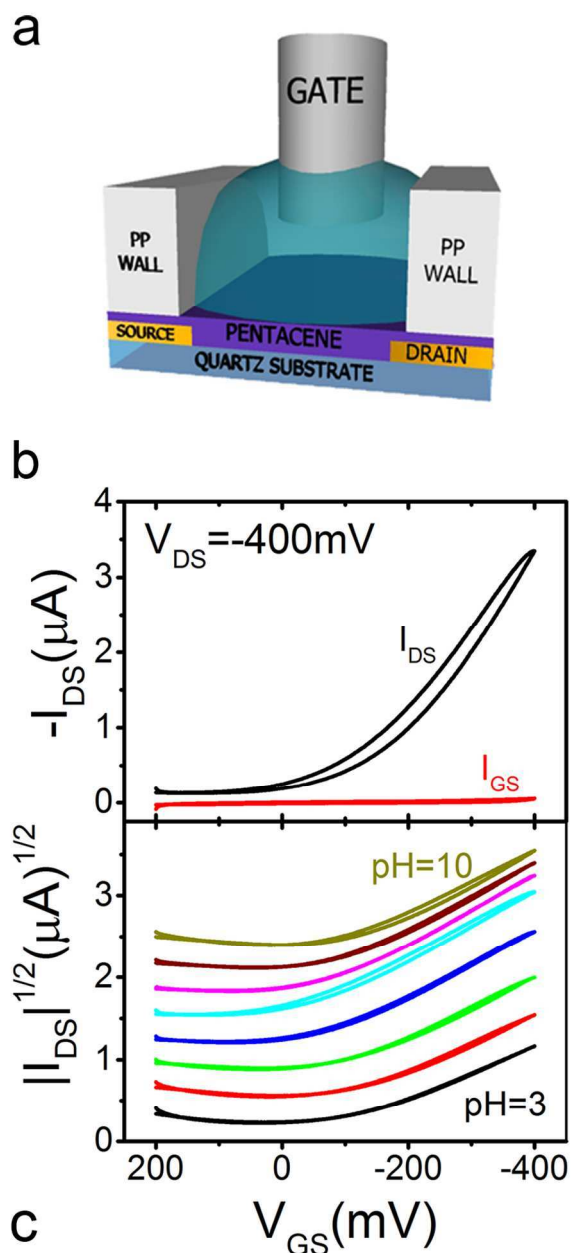 a
GATE
PP
WALL
PP
WALL
SOURCE
PENTACENE
DRAIN
QUARTZ SUBSTRATE
b
V_DS=-400mV
-I_DS(μA)
4
3
2
1
0
I_DS
I_GS
|I_DS|^1/2(μA)^1/2
3
2
1
0
pH=10
pH=3
200
0
-200
-400
V_GS(mV)
c